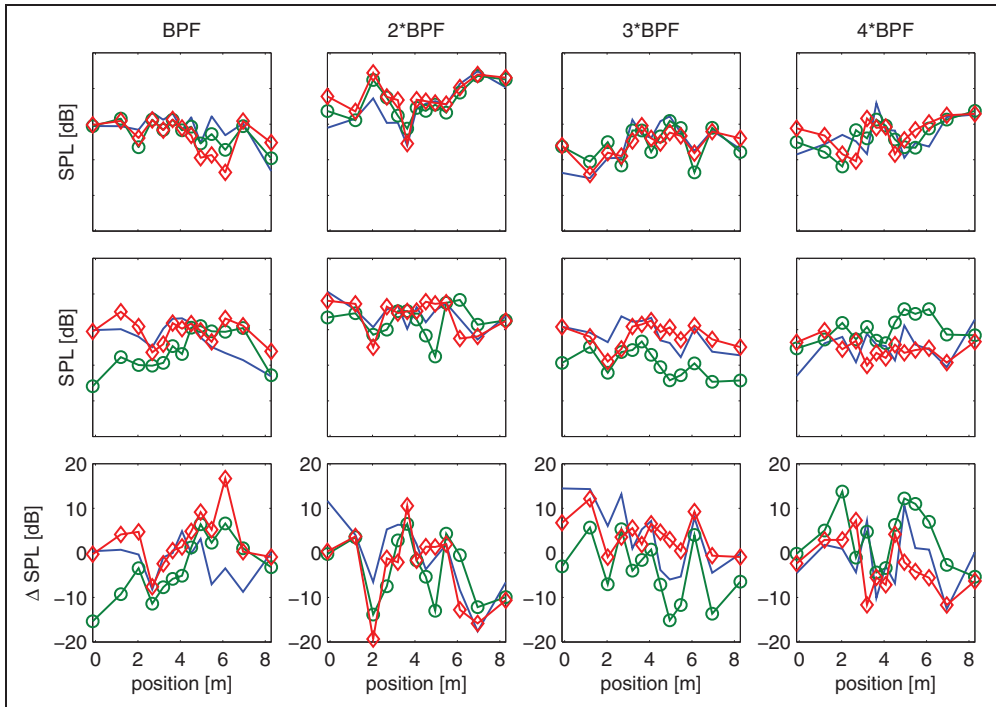 BPF 2*BPF 3*BPF 4*BPF
SPL [dB]
SPL [dB]
Δ SPL [dB]
20 20 20 20
10 10 10 10
0 0 0 0
−10 −10 −10 −10
−20 −20 −20 −20
0 2 4 6 8 0 2 4 6 8 0 2 4 6 8 0 2 4 6 8
position [m] position [m] position [m] position [m]